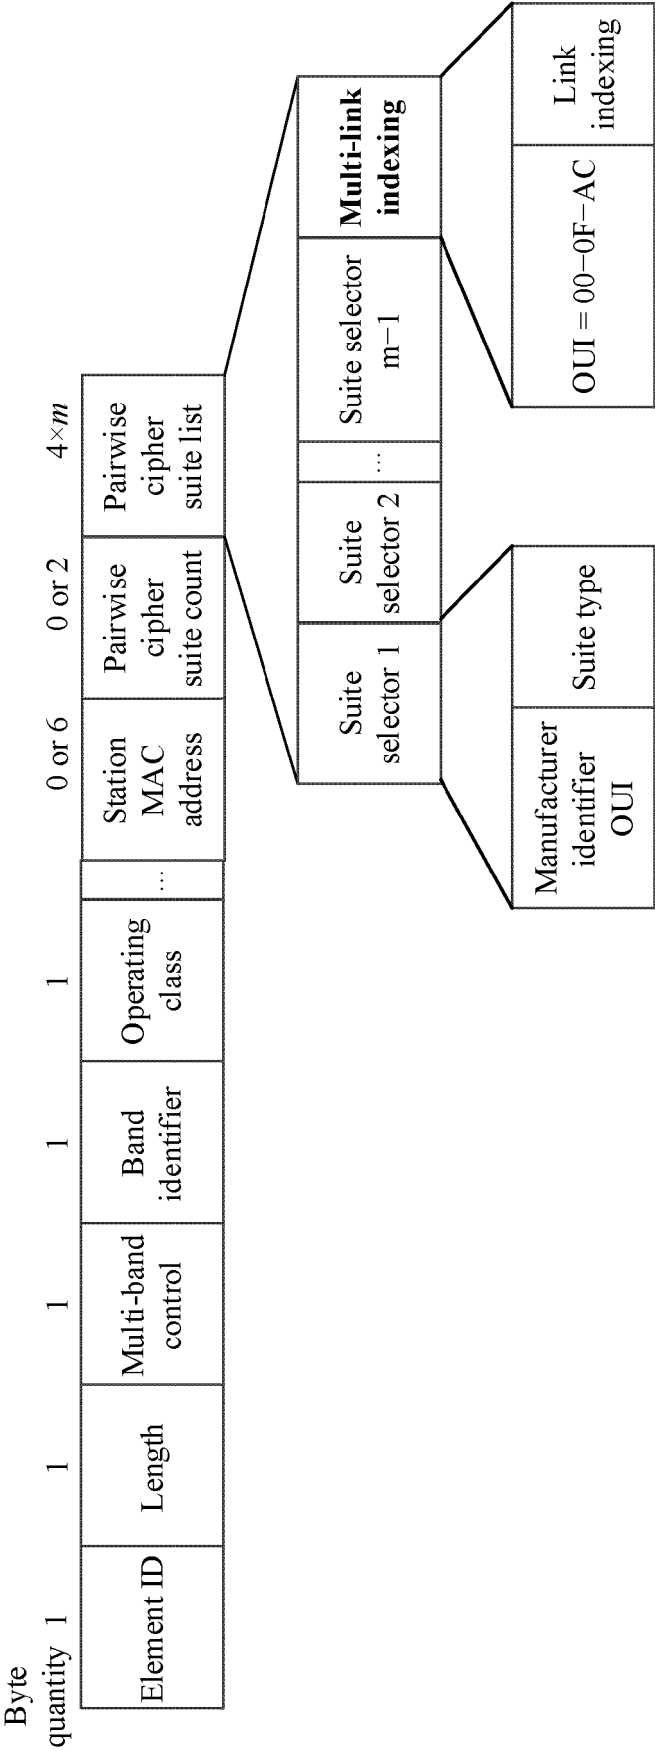 Byte
quantity 1 1 1 1 1 0 or 6 0 or 2 4×m
Element ID
Length
Multi-band
control
Band
identifier
Operating
class
...
Station
MAC
address
Pairwise
cipher
suite count
Pairwise
cipher
suite list
Suite
selector 1
Suite
selector 2
...
Suite selector
m−1
Multi-link
indexing
Manufacturer
identifier
OUI
Suite type
OUI = 00−0F−AC
Link
indexing